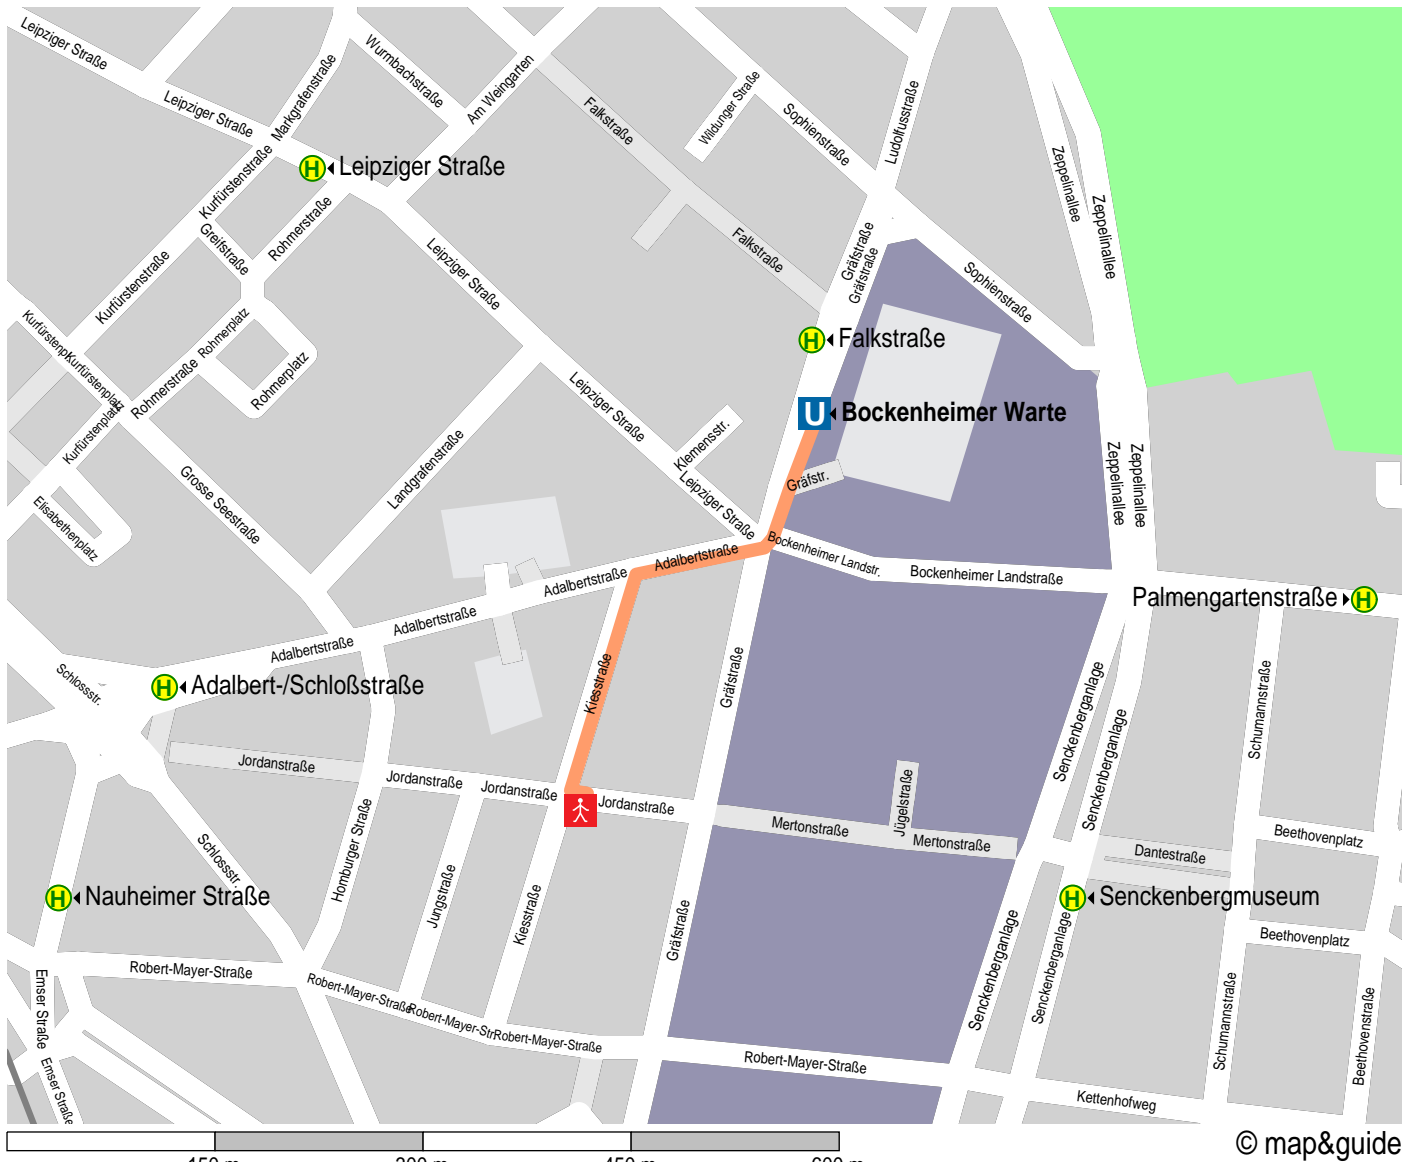 Leipziger Straße
Wurmbachstraße
Am Weingarten
Markgrafenstraße
Leipziger Straße
Falkstraße
Wildunger Straße
Sophienstraße
Ludolfusstraße
Zeppelinallee
Zeppelinallee
H Leipziger Straße
Kurfürstenstraße
Rohmerstraße
Greifstraße
Falkstraße
Gräfstraße
Gräfstraße
Leipziger Straße
Sophienstraße
Kurfürstenstraße
Kurfürstenpl
Kurfürstenplatz
Rohmerplatz
Rohmerstraße
Rohmerplatz
H Falkstraße
U Bockenheimer Warte
Leipziger Straße
Kurfürstenplatz
Klemensstr.
Landgrafenstraße
Grosse Seestraße
Elisabethenplatz
Gräfstr.
Zeppelinallee
Zeppelinallee
Leipziger Straße
Bockenheimer Landstr.
Bockenheimer Landstraße
Adalbertstraße
Adalbertstraße
Adalbertstraße
Adalbertstraße
Palmengartenstraße H
Schlossstr.
H Adalbert-/Schloßstraße
Kiesstraße
Gräfstraße
Senckenberganlage
Senckenberganlage
Schumannstraße
Jordanstraße
Jordanstraße
Jordanstraße
Jordanstraße
Mertonstraße
Jügelstraße
Mertonstraße
Dantestraße
Beethovenplatz
Homburger Straße
Schlossstr.
Jungstraße
Kiesstraße
Gräfstraße
H Nauheimer Straße
H Senckenbergmuseum
Senckenberganlage
Senckenberganlage
Beethovenplatz
Robert-Mayer-Straße
Robert-Mayer-Straße
Robert-Mayer-Str
Robert-Mayer-Straße
Robert-Mayer-Straße
Emser Straße
Emser Straße
Schumannstraße
Beethovenstraße
Kettenhofweg
© map&guide
150 m
300 m
450 m
600 m